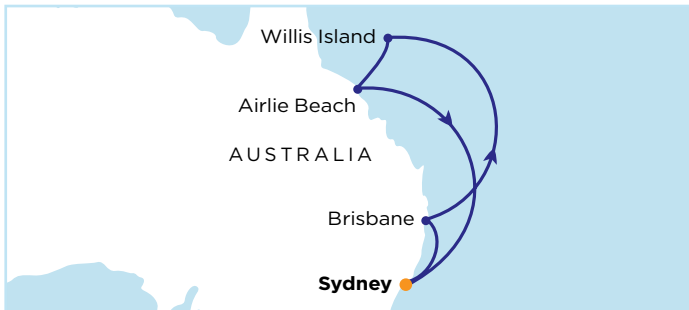 Willis Island
Airlie Beach
AUSTRALIA
Brisbane
Sydney